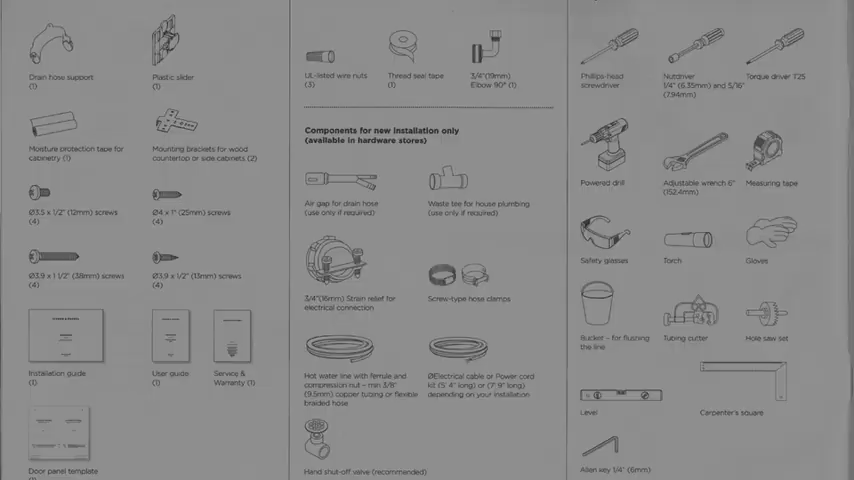 Drain hose support
(1)
Plastic slider
(1)
Moisture protection tape for
cabinetry (1)
Mounting brackets for wood
countertop or side cabinets (2)
Ø3.5 x 1/2" (12mm) screws
(4)
Ø4 x 1" (25mm) screws
(4)
Ø3.9 x 1 1/2" (38mm) screws
(4)
Ø3.9 x 1/2" (13mm) screws
(4)
Installation guide
(1)
User guide
(1)
Service &
Warranty (1)
Door panel template
(1)
UL-listed wire nuts
(3)
Thread seal tape
(1)
3/4"(19mm)
Elbow 90° (1)
Components for new installation only
(available in hardware stores)
Air gap for drain hose
(use only if required)
Waste tee for house plumbing
(use only if required)
3/4"(16mm) Strain relief for
electrical connection
Screw-type hose clamps
Hot water line with ferrule and
compression nut – min 3/8"
(9.5mm) copper tubing or flexible
braided hose
ØElectrical cable or Power cord
kit (5' 4" long) or (7' 9" long)
depending on your installation
Hand shut-off valve (recommended)
Phillips-head
screwdriver
Nutdriver
1/4" (6.35mm) and 5/16"
(7.94mm)
Torque driver T25
Powered drill
Adjustable wrench 6"
(152.4mm)
Measuring tape
Safety glasses
Torch
Gloves
Bucket – for flushing
the line
Tubing cutter
Hole saw set
Level
Carpenter's square
Allen key 1/4" (6mm)